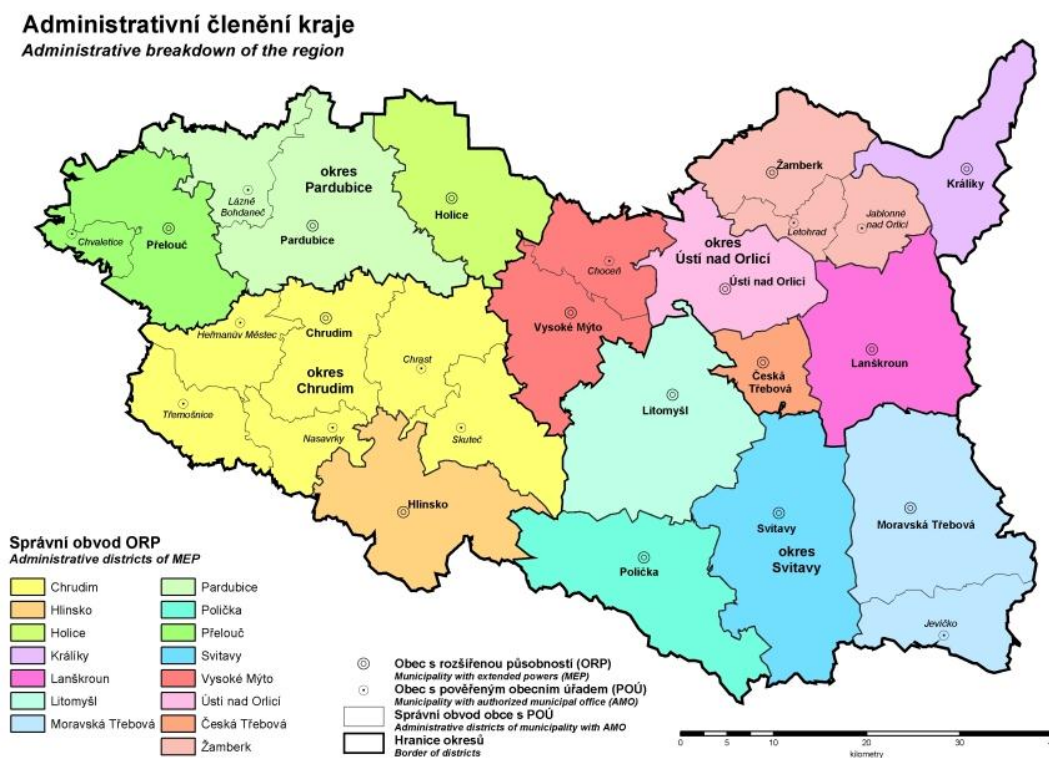 Administrativní členění kraje
Administrative breakdown of the region
Žamberk
Králíky
okres
Pardubice
Lázně
Bohdaneč
Holice
Letohrad
Jablonné
nad Orlicí
Chvaletice
Přelouč
Pardubice
okres
Ústí nad Orlicí
Choceň
Ústí nad Orlicí
Heřmanův Městec
Chrudim
Vysoké Mýto
Lanškroun
Chrast
Česká
Třebová
okres
Chrudim
Litomyšl
Třemošnice
Nasavrky
Skuteč
Hlinsko
Svitavy
Moravská Třebová
okres
Svitavy
Polička
Jevíčko
Správní obvod ORP
Administrative districts of MEP
Chrudim
Hlinsko
Holice
Králíky
Lanškroun
Litomyšl
Moravská Třebová
Pardubice
Polička
Přelouč
Svitavy
Vysoké Mýto
Ústí nad Orlicí
Česká Třebová
Žamberk
Obec s rozšířenou působností (ORP)
Municipality with extended powers (MEP)
Obec s pověřeným obecním úřadem (POÚ)
Municipality with authorized municipal office (AMO)
Správní obvod obce s POÚ
Administrative districts of municipality with AMO
Hranice okresů
Border of districts
0 5 10 20 30
kilometry